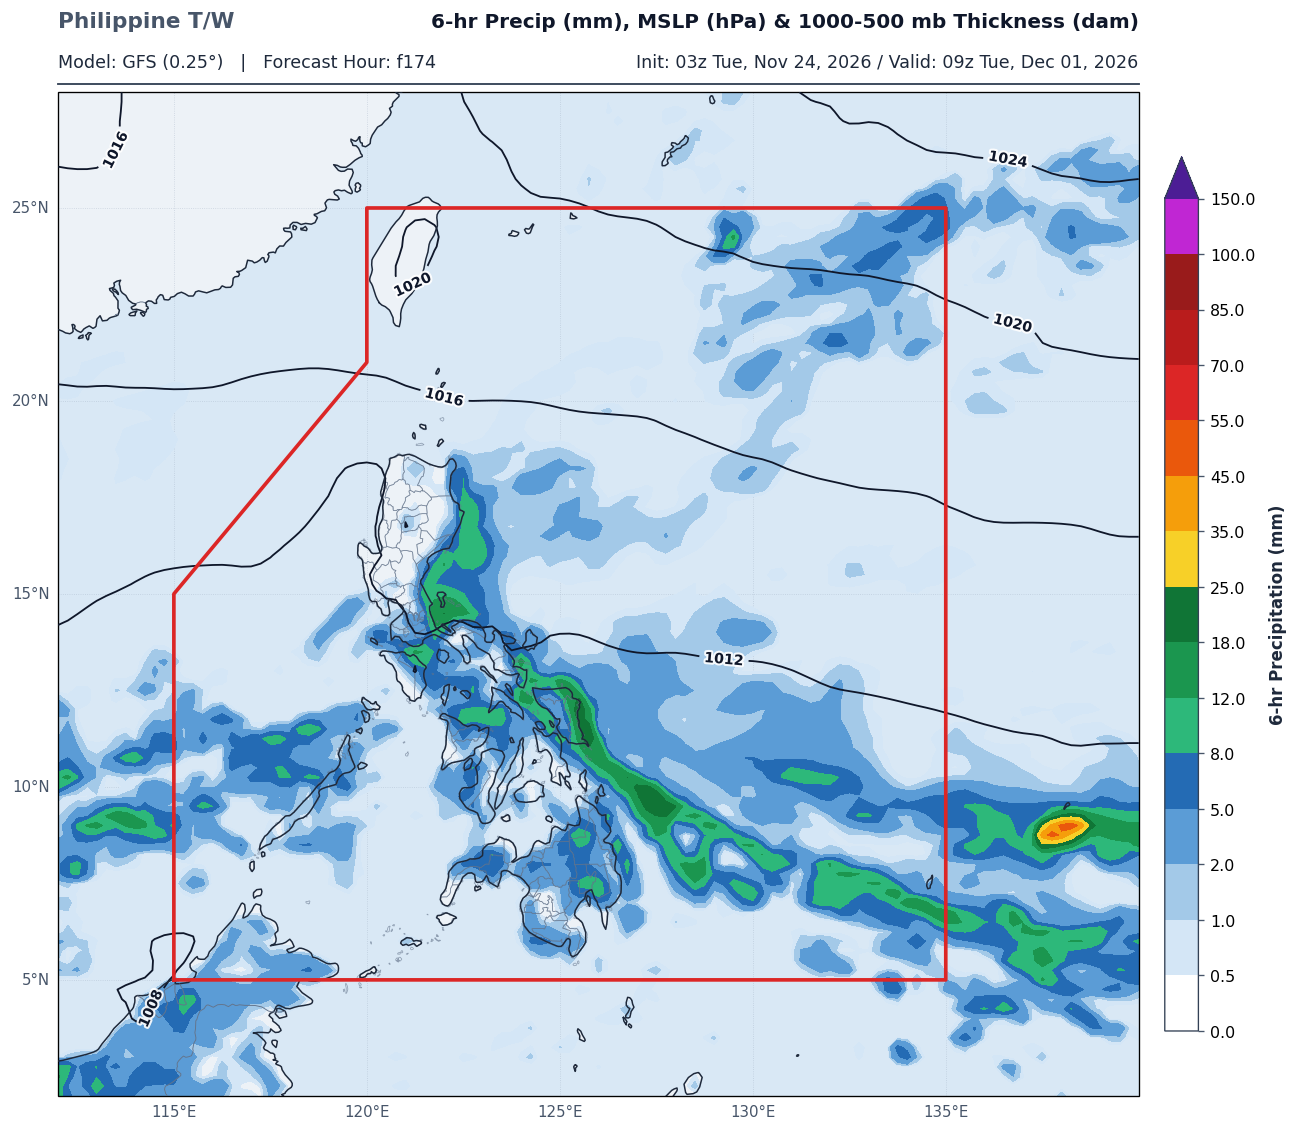 Philippine T/W
6-hr Precip (mm), MSLP (hPa) & 1000-500 mb Thickness (dam)
Model: GFS (0.25°) | Forecast Hour: f174
Init: 03z Tue, Nov 24, 2026 / Valid: 09z Tue, Dec 01, 2026
1016
1024
1020
1020
1016
1012
1008
25°N
20°N
15°N
10°N
5°N
115°E
120°E
125°E
130°E
135°E
150.0
100.0
85.0
70.0
55.0
45.0
35.0
25.0
18.0
12.0
8.0
5.0
2.0
1.0
0.5
0.0
6-hr Precipitation (mm)